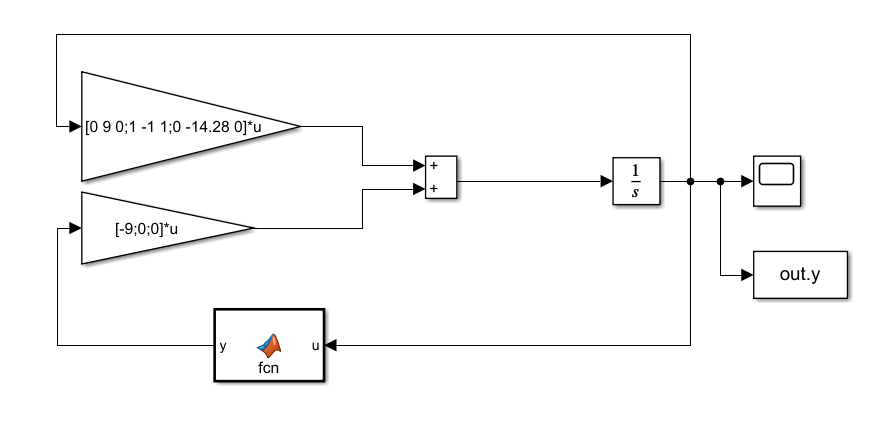 [0 9 0;1 -1 1;0 -14.28 0]*u
+
+
1
s
[-9;0;0]*u
out.y
y
u
fcn